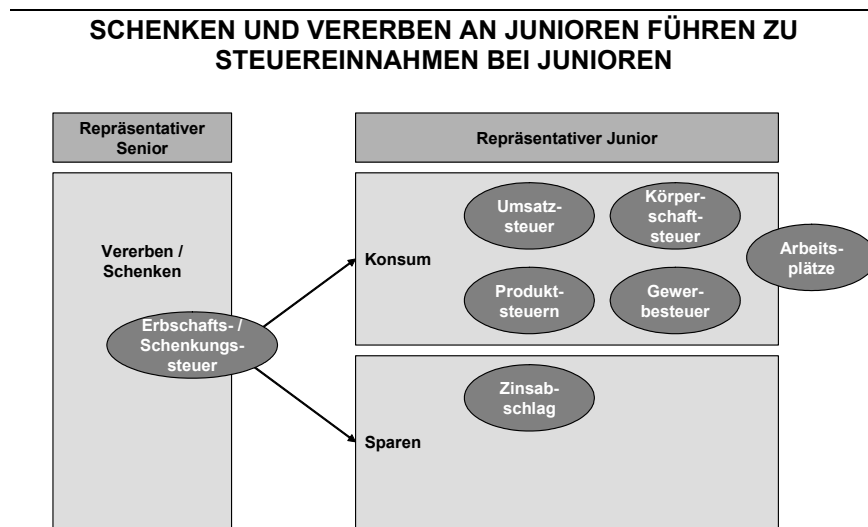 SCHENKEN UND VERERBEN AN JUNIOREN FÜHREN ZU
STEUEREINNAHMEN BEI JUNIOREN
Repräsentativer
Senior
Repräsentativer Junior
Vererben /
Schenken
Erbschafts- /
Schenkungs-
steuer
Konsum
Umsatz-
steuer
Körper-
schaft-
steuer
Produkt-
steuern
Gewer-
besteuer
Arbeits-
plätze
Sparen
Zinsab-
schlag